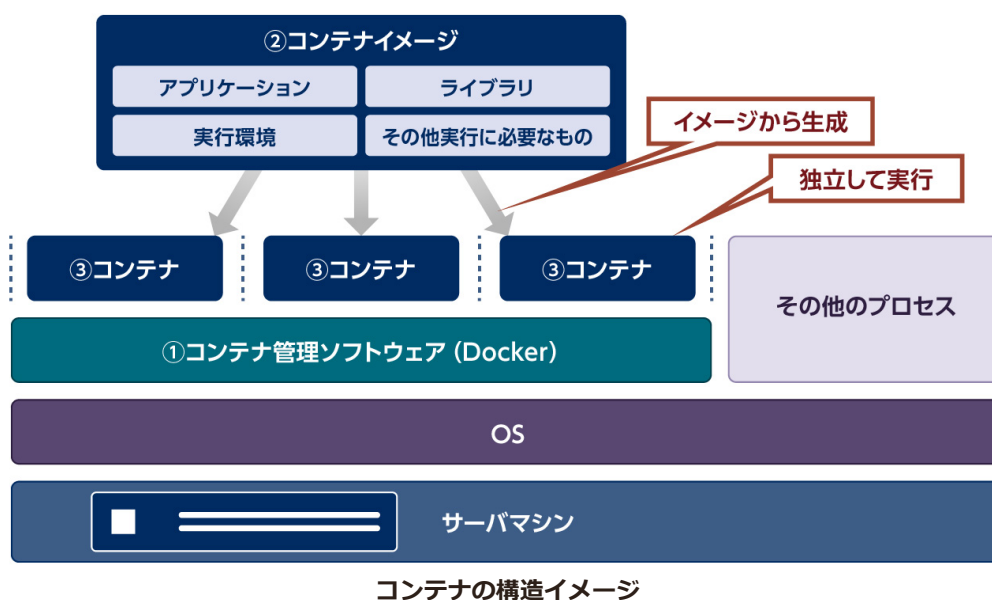 ②コンテナイメージ
アプリケーション
ライブラリ
実行環境
その他実行に必要なもの
イメージから生成
独立して実行
③コンテナ
③コンテナ
③コンテナ
その他のプロセス
①コンテナ管理ソフトウェア（Docker）
OS
サーバマシン
コンテナの構造イメージ